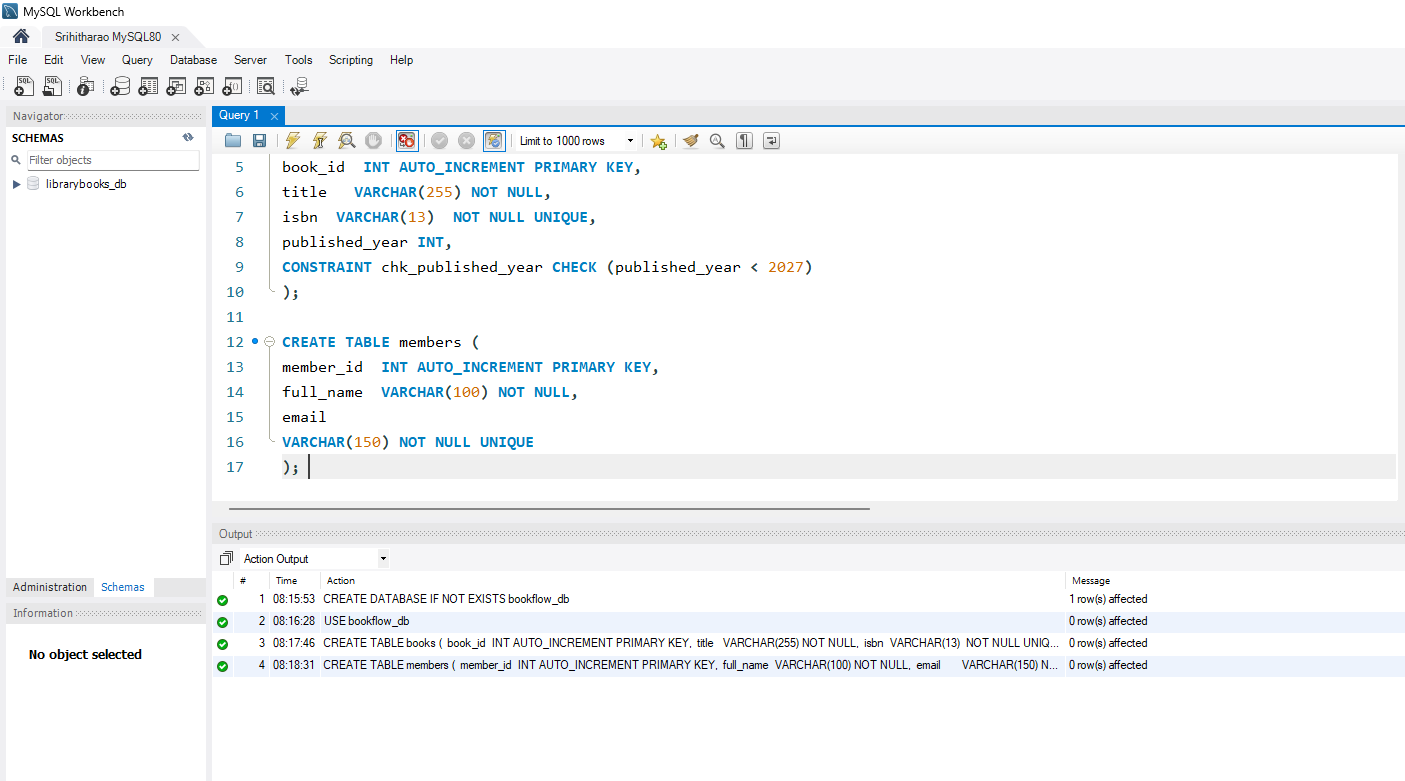 MySQL Workbench
Srihitharao MySQL80
File Edit View Query Database Server Tools Scripting Help
Navigator
SCHEMAS
Filter objects
librarybooks_db
Administration Schemas
Information
No object selected
Query 1
Limit to 1000 rows
5 book_id INT AUTO_INCREMENT PRIMARY KEY,
6 title VARCHAR(255) NOT NULL,
7 isbn VARCHAR(13) NOT NULL UNIQUE,
8 published_year INT,
9 CONSTRAINT chk_published_year CHECK (published_year < 2027)
10 );
11
12 CREATE TABLE members (
13 member_id INT AUTO_INCREMENT PRIMARY KEY,
14 full_name VARCHAR(100) NOT NULL,
15 email
16 VARCHAR(150) NOT NULL UNIQUE
17 );
Output
Action Output
# Time Action Message
1 08:15:53 CREATE DATABASE IF NOT EXISTS bookflow_db 1 row(s) affected
2 08:16:28 USE bookflow_db 0 row(s) affected
3 08:17:46 CREATE TABLE books ( book_id INT AUTO_INCREMENT PRIMARY KEY, title VARCHAR(255) NOT NULL, isbn VARCHAR(13) NOT NULL UNIQ... 0 row(s) affected
4 08:18:31 CREATE TABLE members ( member_id INT AUTO_INCREMENT PRIMARY KEY, full_name VARCHAR(100) NOT NULL, email VARCHAR(150) N... 0 row(s) affected